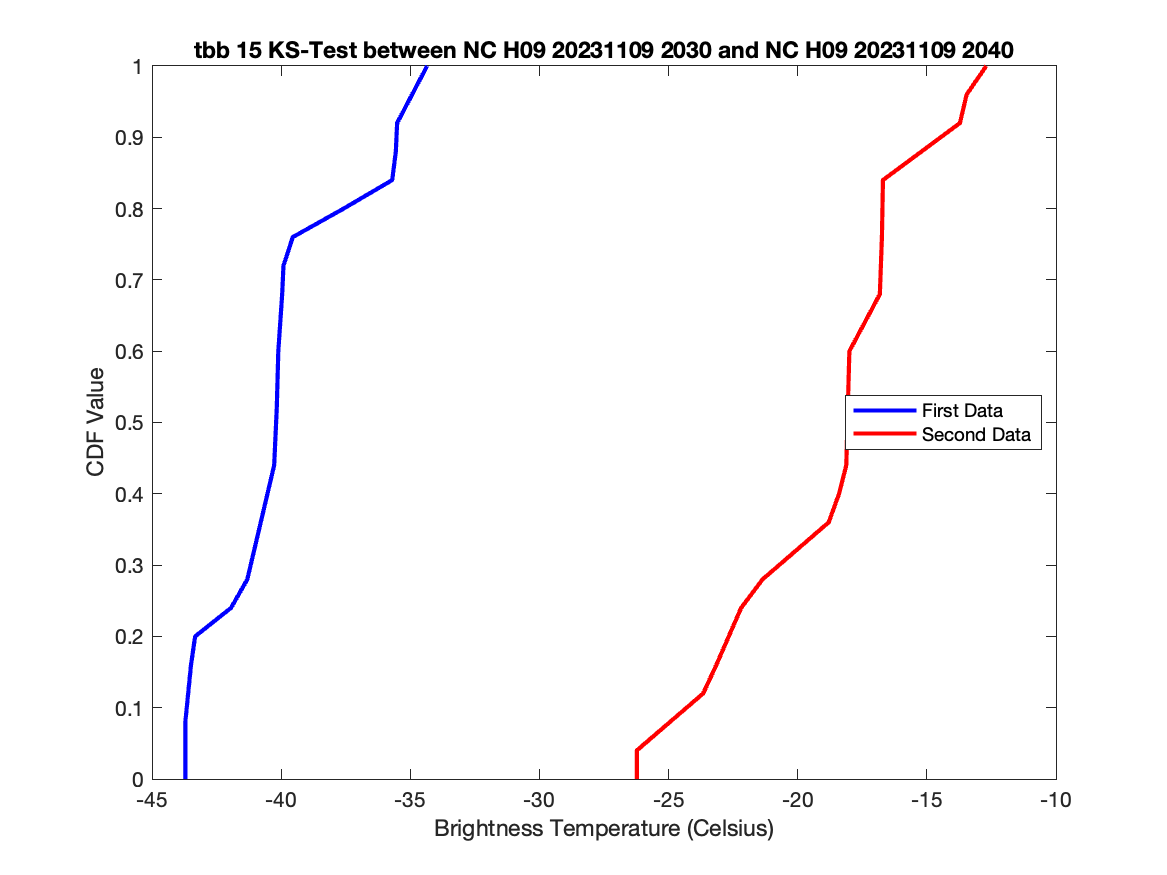 tbb 15 KS-Test between NC H09 20231109 2030 and NC H09 20231109 2040
1
0.9
0.8
0.7
0.6
0.5
0.4
0.3
0.2
0.1
0
CDF Value
First Data
Second Data
-45 -40 -35 -30 -25 -20 -15 -10
Brightness Temperature (Celsius)